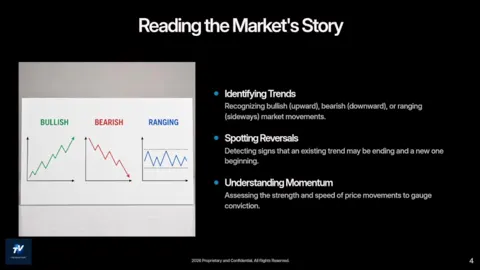 Reading the Market's Story
BULLISH
BEARISH
RANGING
Identifying Trends
Recognizing bullish (upward), bearish (downward), or ranging
(sideways) market movements.
Spotting Reversals
Detecting signs that an existing trend may be ending and a new one
beginning.
Understanding Momentum
Assessing the strength and speed of price movements to gauge
conviction.
2026 Proprietary and Confidential. All Rights Reserved.
4